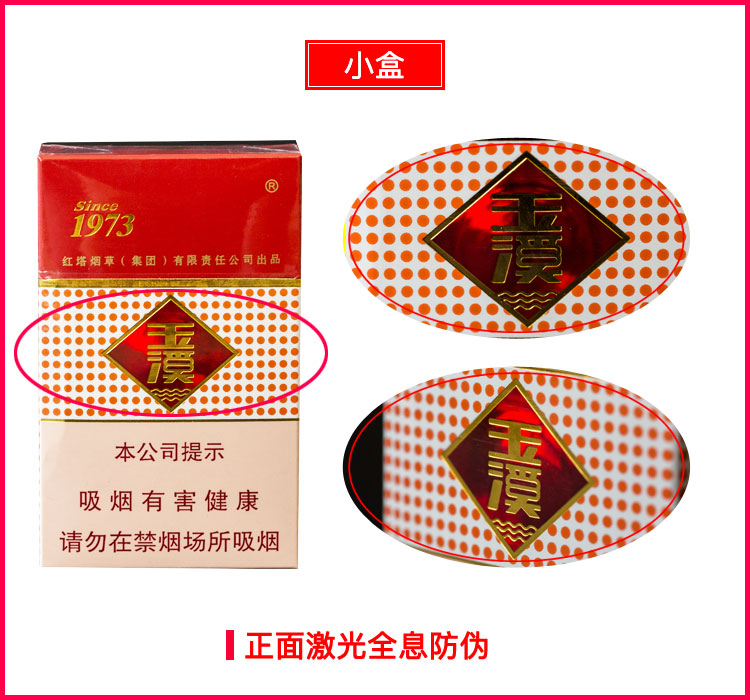 小盒
Since
1973
®
红塔烟草(集团)有限责任公司出品
玉溪
本公司提示
吸烟有害健康
请勿在禁烟场所吸烟
玉溪
玉溪
正面激光全息防伪